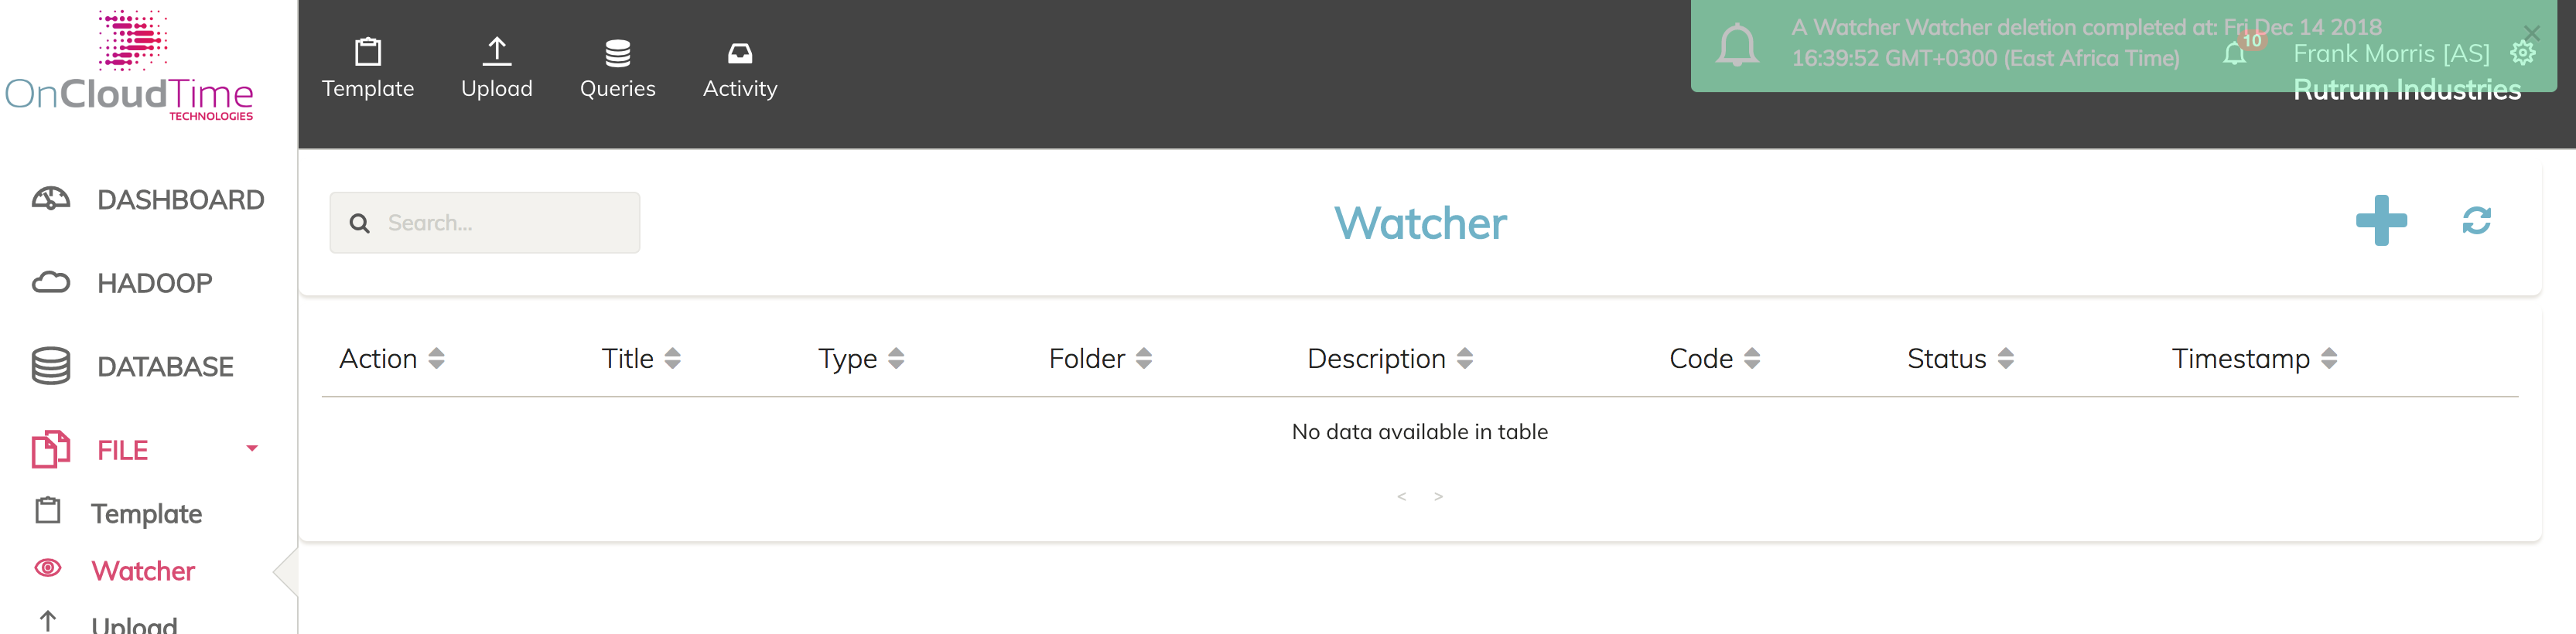 OnCloudTime
TECHNOLOGIES
DASHBOARD
HADOOP
DATABASE
FILE
Template
Watcher
Upload
Template
Upload
Queries
Activity
A Watcher Watcher deletion completed at: Fri Dec 14 2018
16:39:52 GMT+0300 (East Africa Time)
10
Frank Morris [AS]
Rutrum Industries
Search...
Watcher
Action Title Type Folder Description Code Status Timestamp
No data available in table
< >